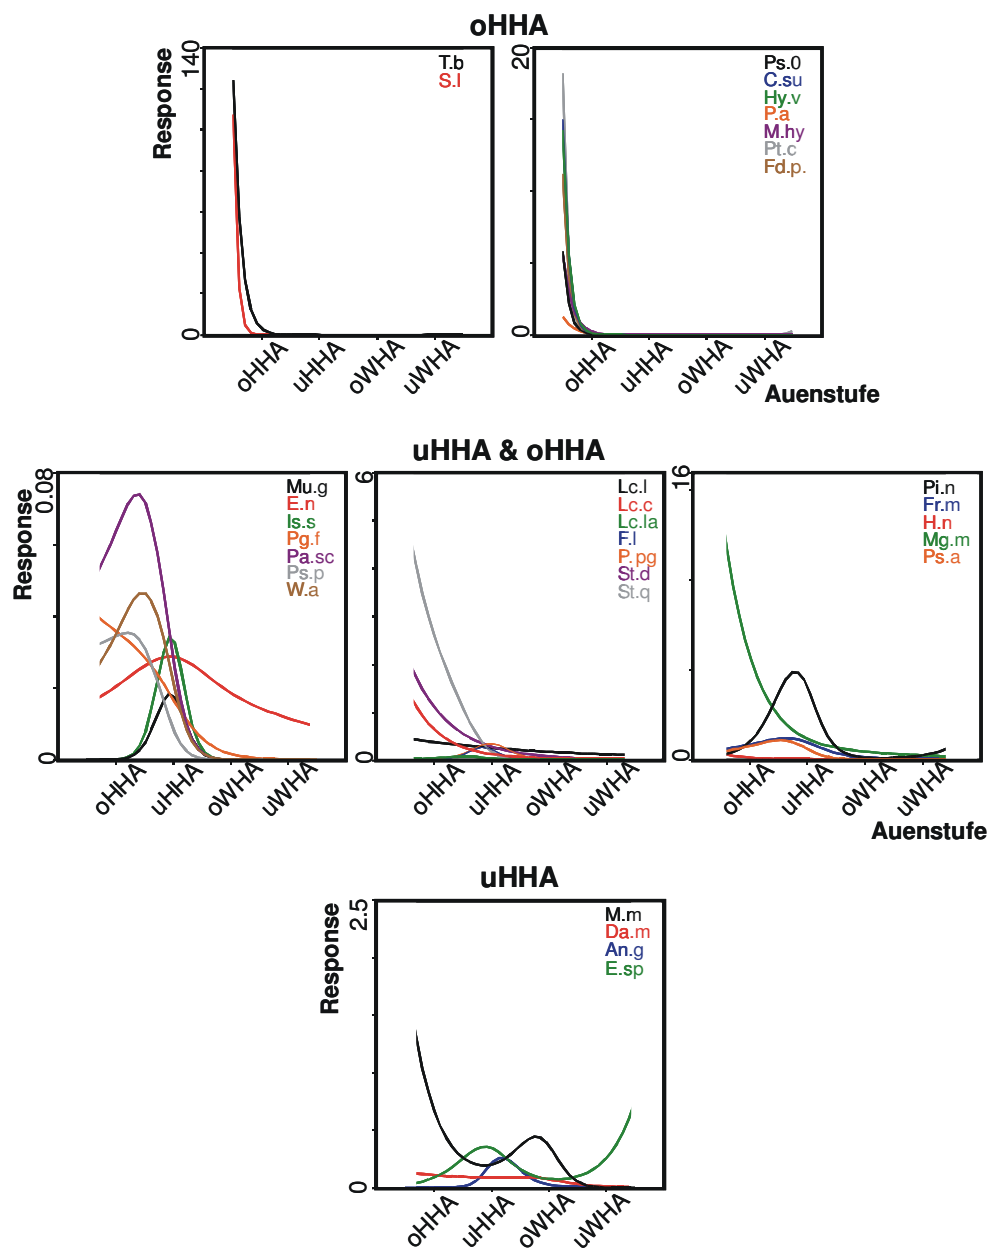 oHHA
Response
140
0
T.b
S.l
oHHA
uHHA
oWHA
uWHA
20
0
Ps.0
C.su
Hy.v
P.a
M.hy
Pt.c
Fd.p.
oHHA
uHHA
oWHA
uWHA
Auenstufe
uHHA & oHHA
Response
0.08
0
Mu.g
E.n
Is.s
Pg.f
Pa.sc
Ps.p
W.a
oHHA
uHHA
oWHA
uWHA
6
0
Lc.l
Lc.c
Lc.la
F.l
P.pg
St.d
St.q
oHHA
uHHA
oWHA
uWHA
16
0
Pi.n
Fr.m
H.n
Mg.m
Ps.a
oHHA
uHHA
oWHA
uWHA
Auenstufe
uHHA
Response
2.5
0
M.m
Da.m
An.g
E.sp
oHHA
uHHA
oWHA
uWHA